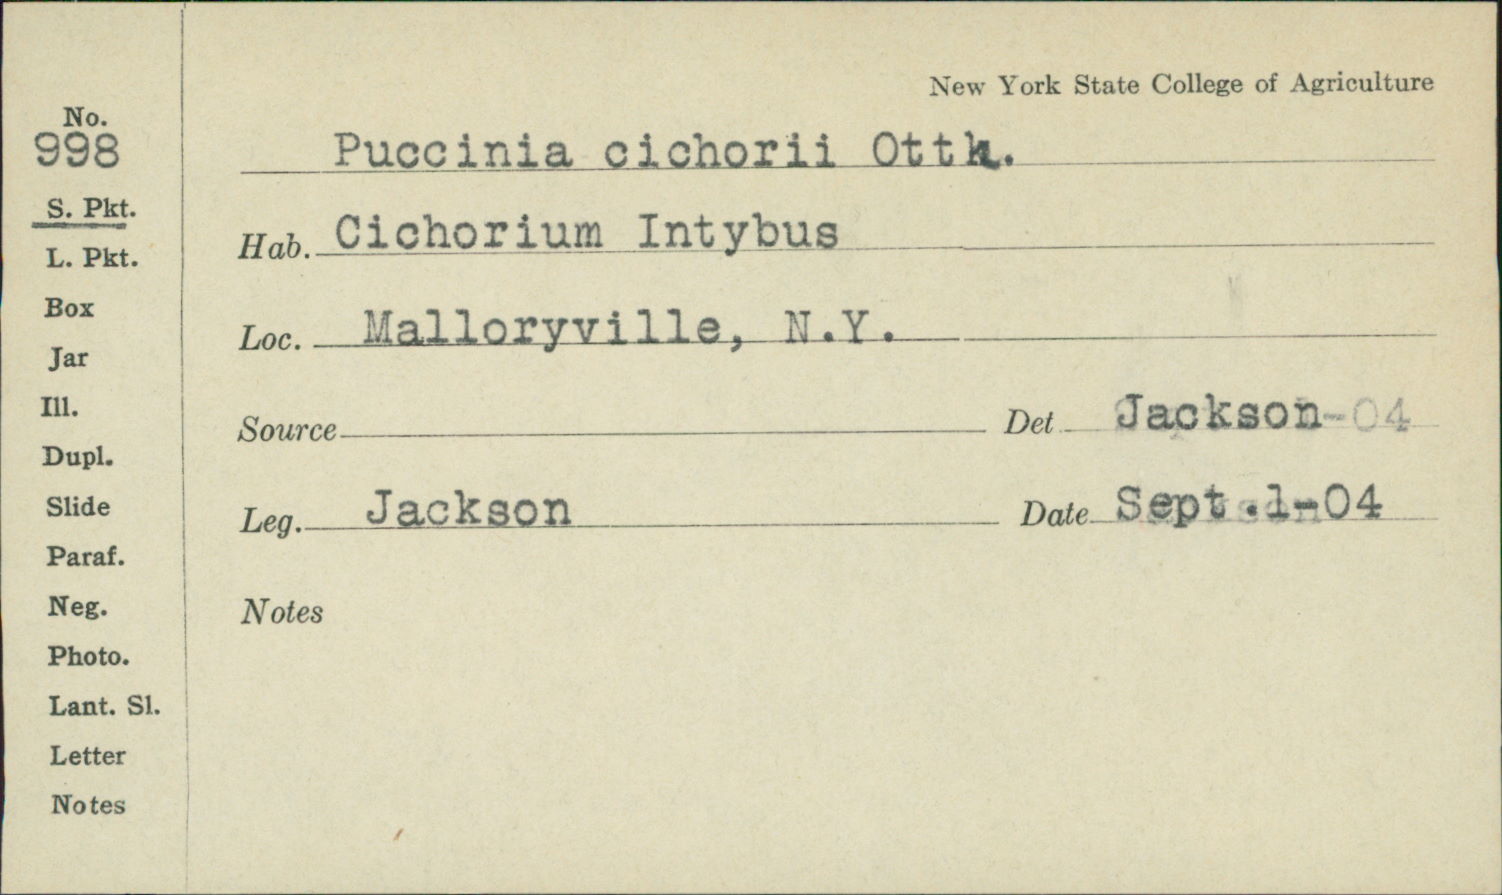 New York State College of Agriculture
No.
998
Puccinia cichorii Otth.
S. Pkt.
Hab. Cichorium Intybus
L. Pkt.
Box
Loc. Malloryville, N.Y.
Jar
Ill.
Source Det Jackson-04
Dupl.
Slide
Leg. Jackson Date Sept.1-04
Paraf.
Neg.
Notes
Photo.
Lant. Sl.
Letter
Notes